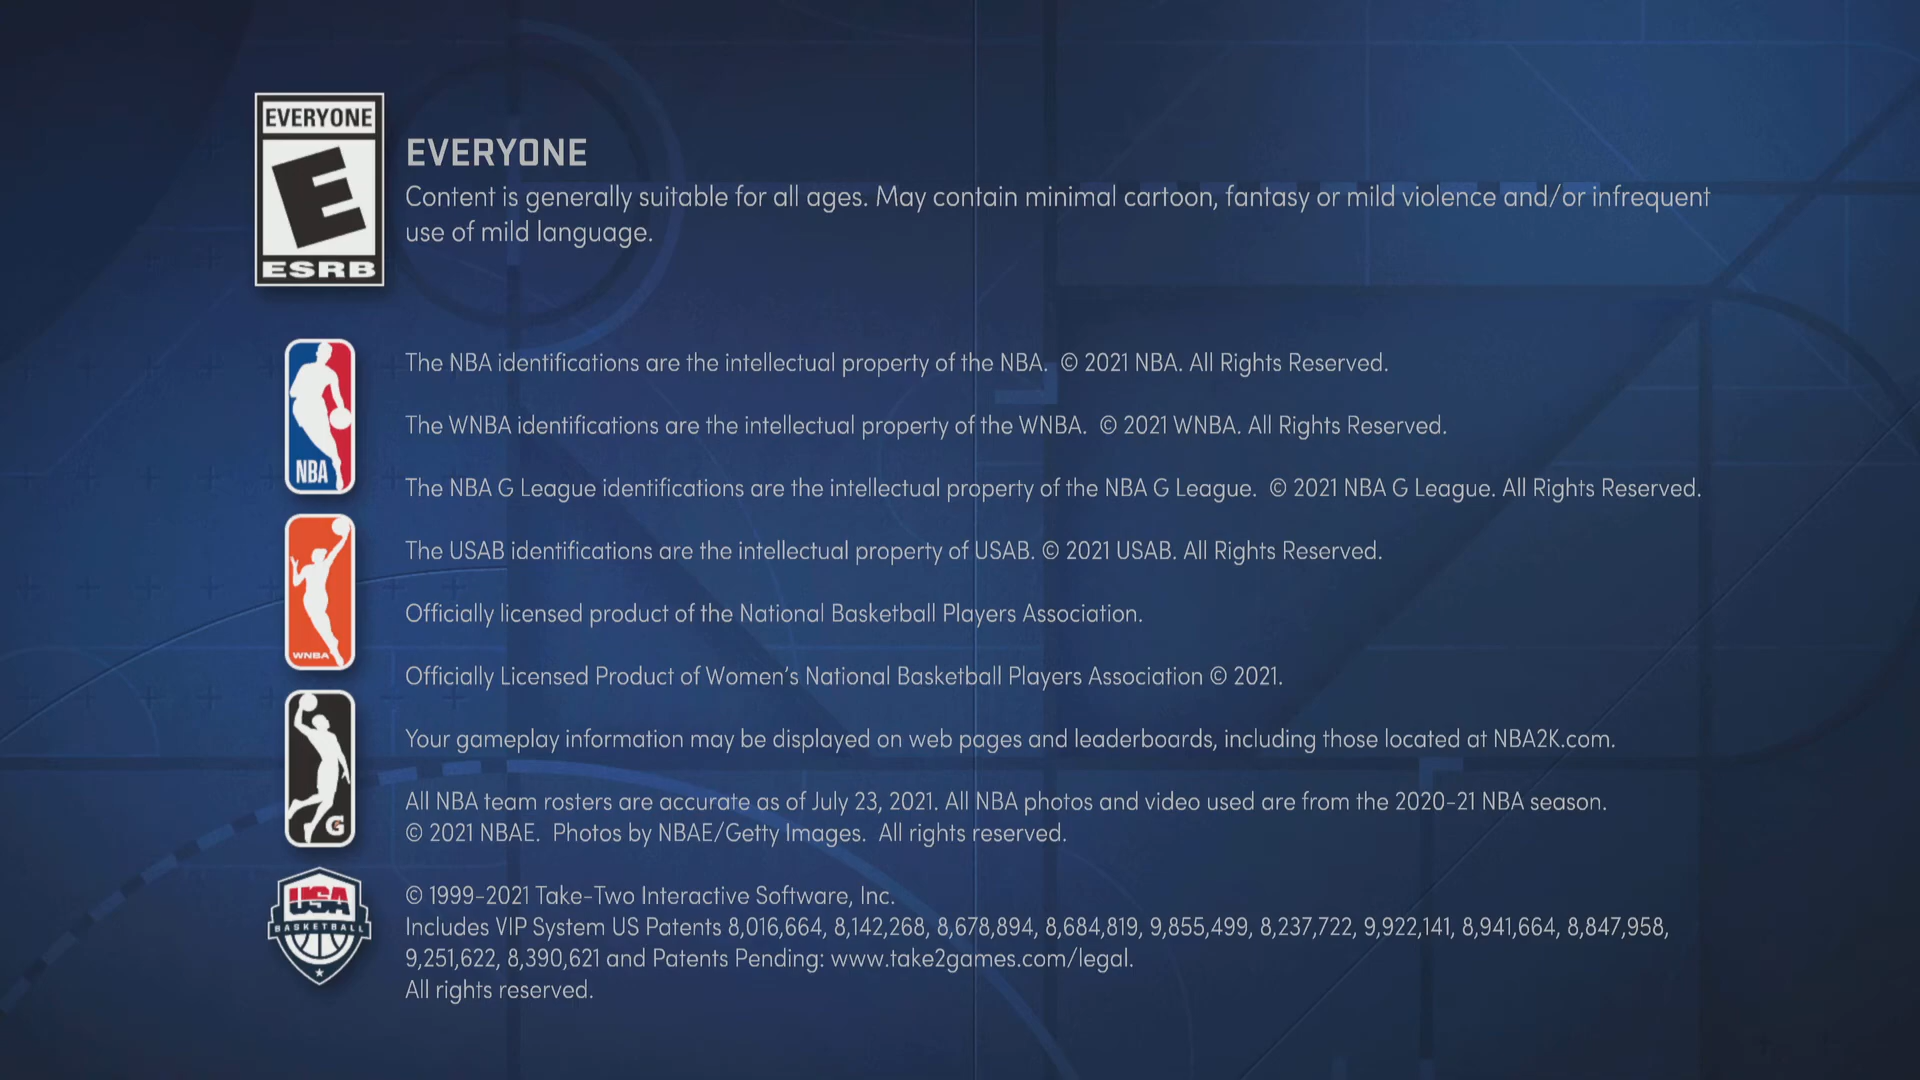 EVERYONE
E
ESRB
EVERYONE
Content is generally suitable for all ages. May contain minimal cartoon, fantasy or mild violence and/or infrequent
use of mild language.
NBA
The NBA identifications are the intellectual property of the NBA.  © 2021 NBA. All Rights Reserved.
The WNBA identifications are the intellectual property of the WNBA.  © 2021 WNBA. All Rights Reserved.
The NBA G League identifications are the intellectual property of the NBA G League.  © 2021 NBA G League. All Rights Reserved.
WNBA
The USAB identifications are the intellectual property of USAB. © 2021 USAB. All Rights Reserved.
Officially licensed product of the National Basketball Players Association.
Officially Licensed Product of Women's National Basketball Players Association © 2021.
G
Your gameplay information may be displayed on web pages and leaderboards, including those located at NBA2K.com.
All NBA team rosters are accurate as of July 23, 2021. All NBA photos and video used are from the 2020-21 NBA season.
© 2021 NBAE.  Photos by NBAE/Getty Images.  All rights reserved.
USA
BASKETBALL
© 1999-2021 Take-Two Interactive Software, Inc.
Includes VIP System US Patents 8,016,664, 8,142,268, 8,678,894, 8,684,819, 9,855,499, 8,237,722, 9,922,141, 8,941,664, 8,847,958,
9,251,622, 8,390,621 and Patents Pending: www.take2games.com/legal.
All rights reserved.